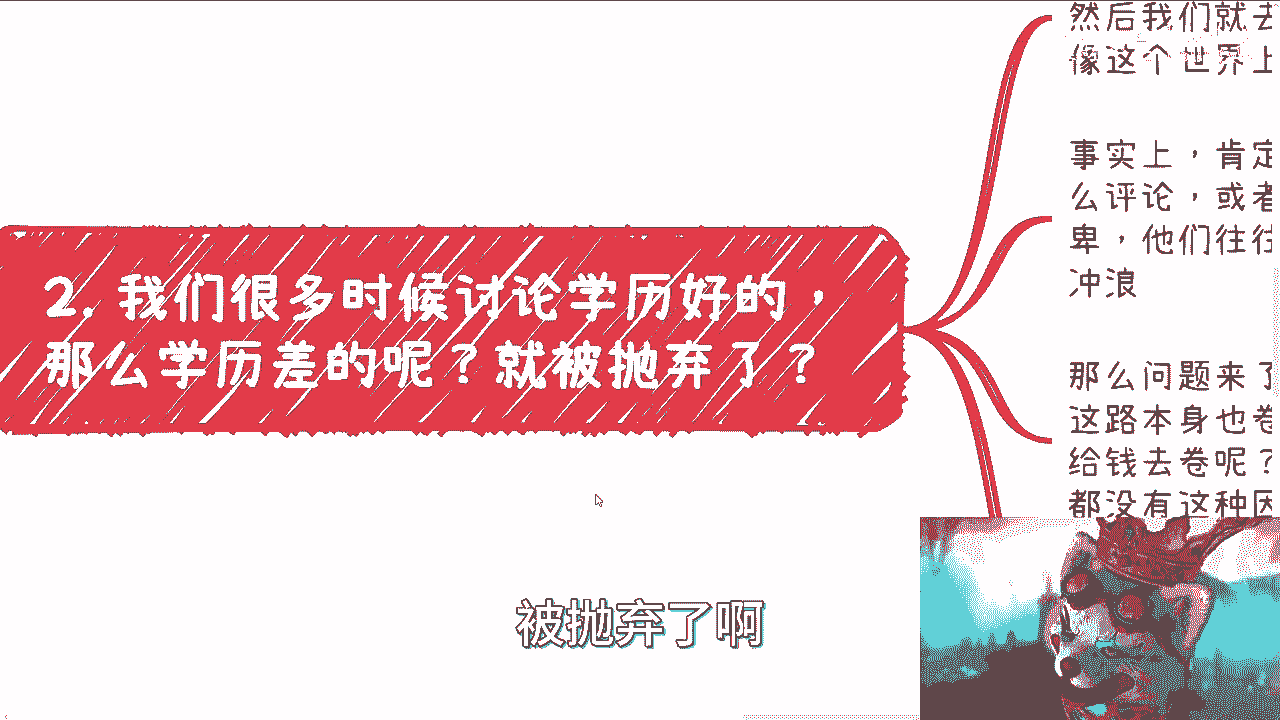 2. 我们很多时候讨论学历好的，
那么学历差的呢？就被抛弃了？
然后我们就去
像这个世界上
事实上，肯定
么评论，或者
卑，他们往往
冲浪
那么问题来了
这路本身也卷
给钱去卷呢？
都没有这种因
被抛弃了啊